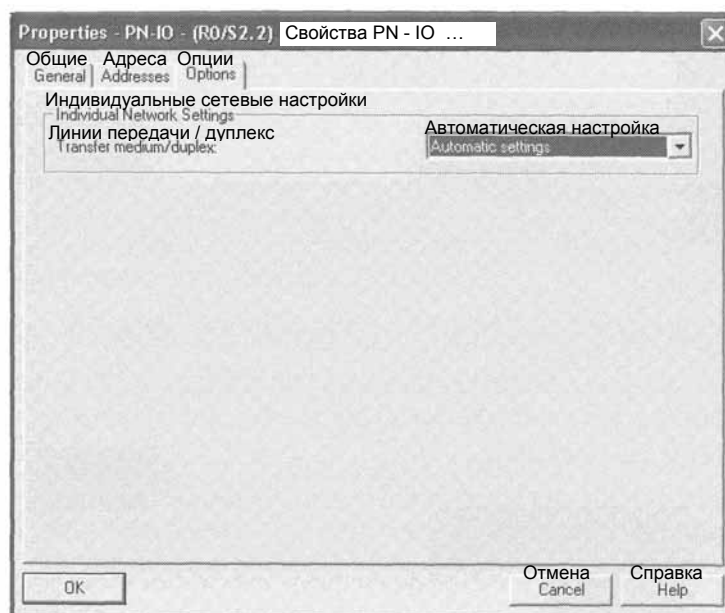 Properties - PN-IO - (R0/S2.2) Свойства PN - IO ...
Общие Адреса Опции
General Addresses Options
Индивидуальные сетевые настройки
Individual Network Settings
Линии передачи / дуплекс Автоматическая настройка
Transfer medium/duplex: Automatic settings
Отмена Справка
OK Cancel Help